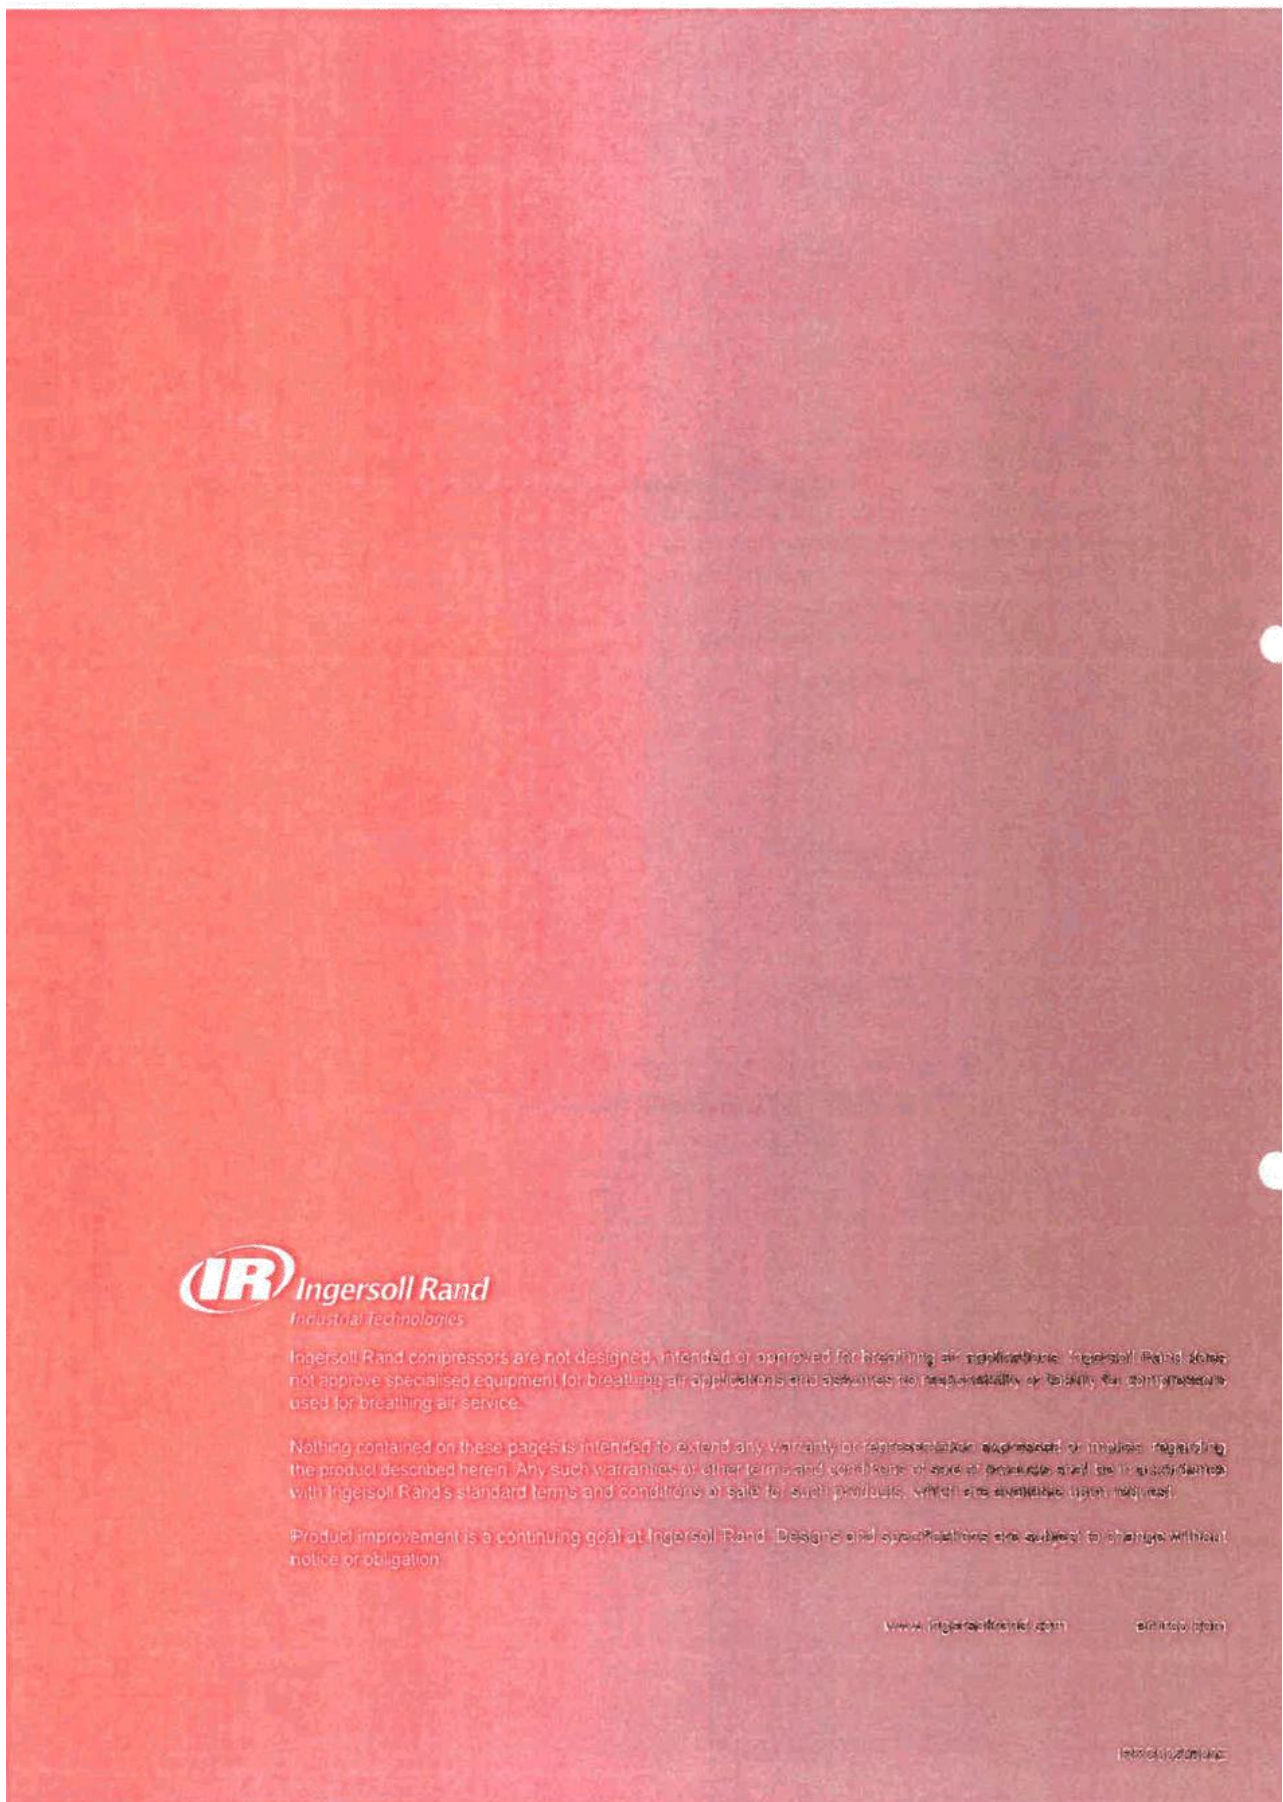 IR Ingersoll Rand
Industrial Technologies
Ingersoll Rand compressors are not designed, intended or approved for breathing air applications. Ingersoll Rand does
not approve specialised equipment for breathing air applications and assumes no responsibility or liability for compressors
used for breathing air service.
Nothing contained on these pages is intended to extend any warranty or representation, expressed or implied, regarding
the product described herein. Any such warranties or other terms and conditions of sale of products shall be in accordance
with Ingersoll Rand's standard terms and conditions of sale for such products, which are available upon request.
Product improvement is a continuing goal at Ingersoll Rand. Designs and specifications are subject to change without
notice or obligation.
www.ingersollrand.com